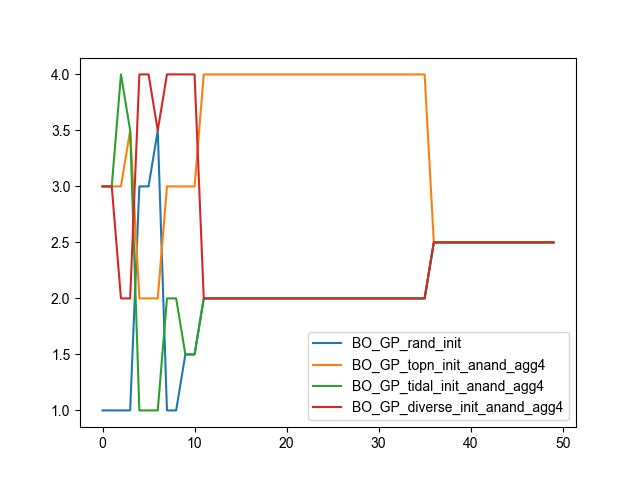 4.0
3.5
3.0
2.5
2.0
1.5
1.0
BO_GP_rand_init
BO_GP_topn_init_anand_agg4
BO_GP_tidal_init_anand_agg4
BO_GP_diverse_init_anand_agg4
0 10 20 30 40 50